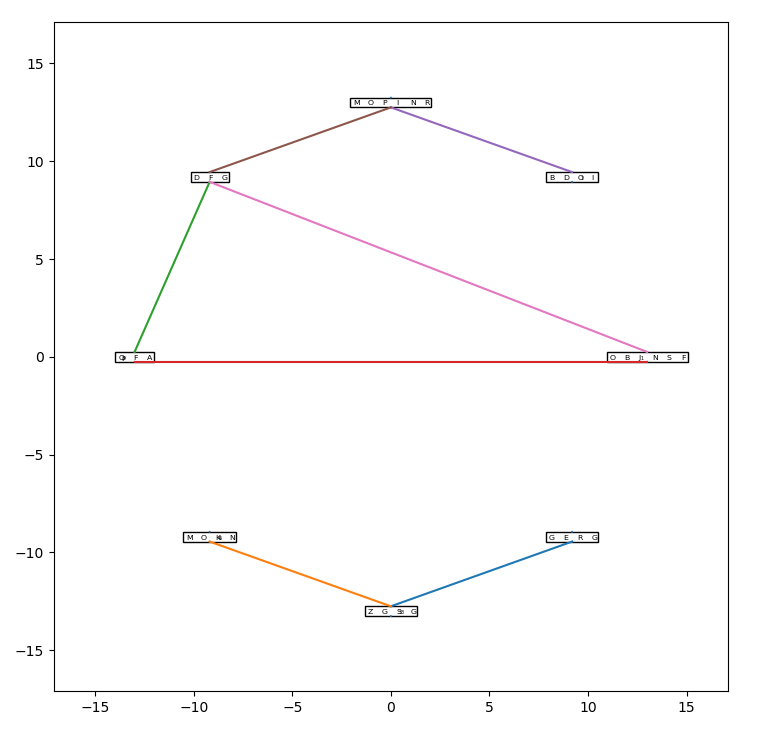 15
M O P I N R
10
D F G
B D O I
5
0
F A
O B J N S F
−5
−10
M O N
G E R G
Z G S G
−15
−15 −10 −5 0 5 10 15